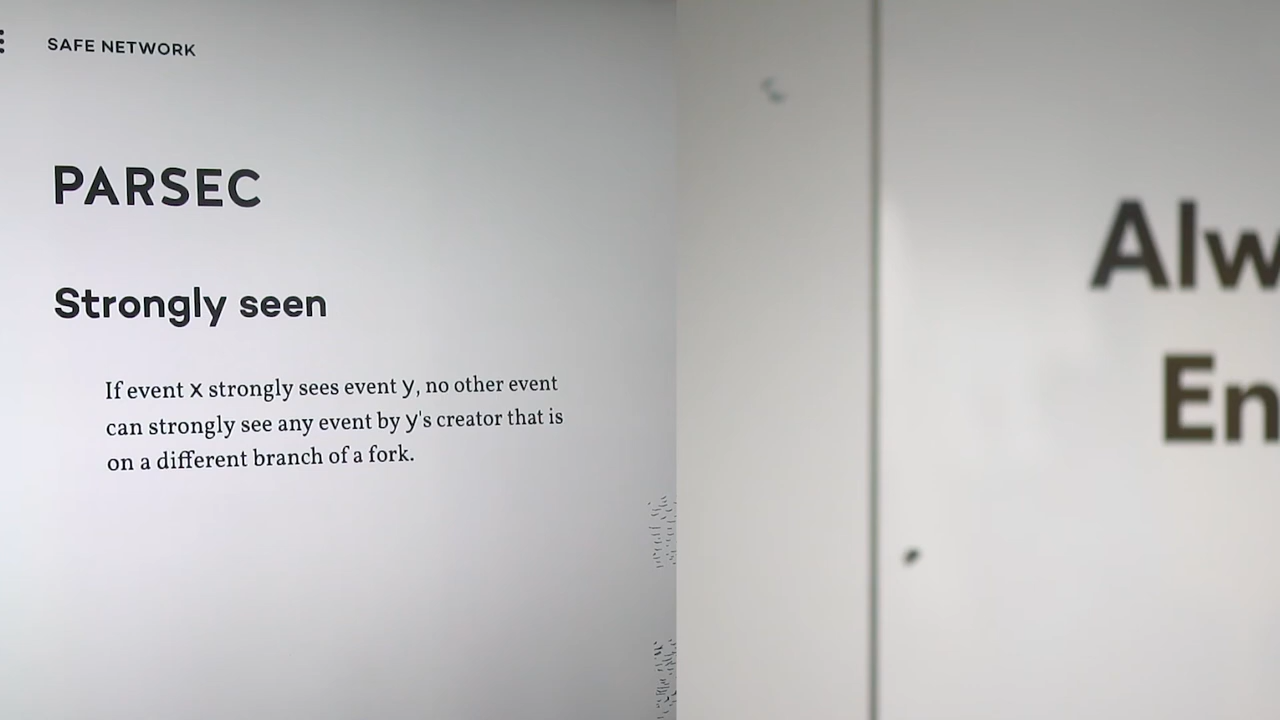 SAFE NETWORK
PARSEC
Strongly seen
If event x strongly sees event y, no other event
can strongly see any event by y's creator that is
on a different branch of a fork.
Alw
En